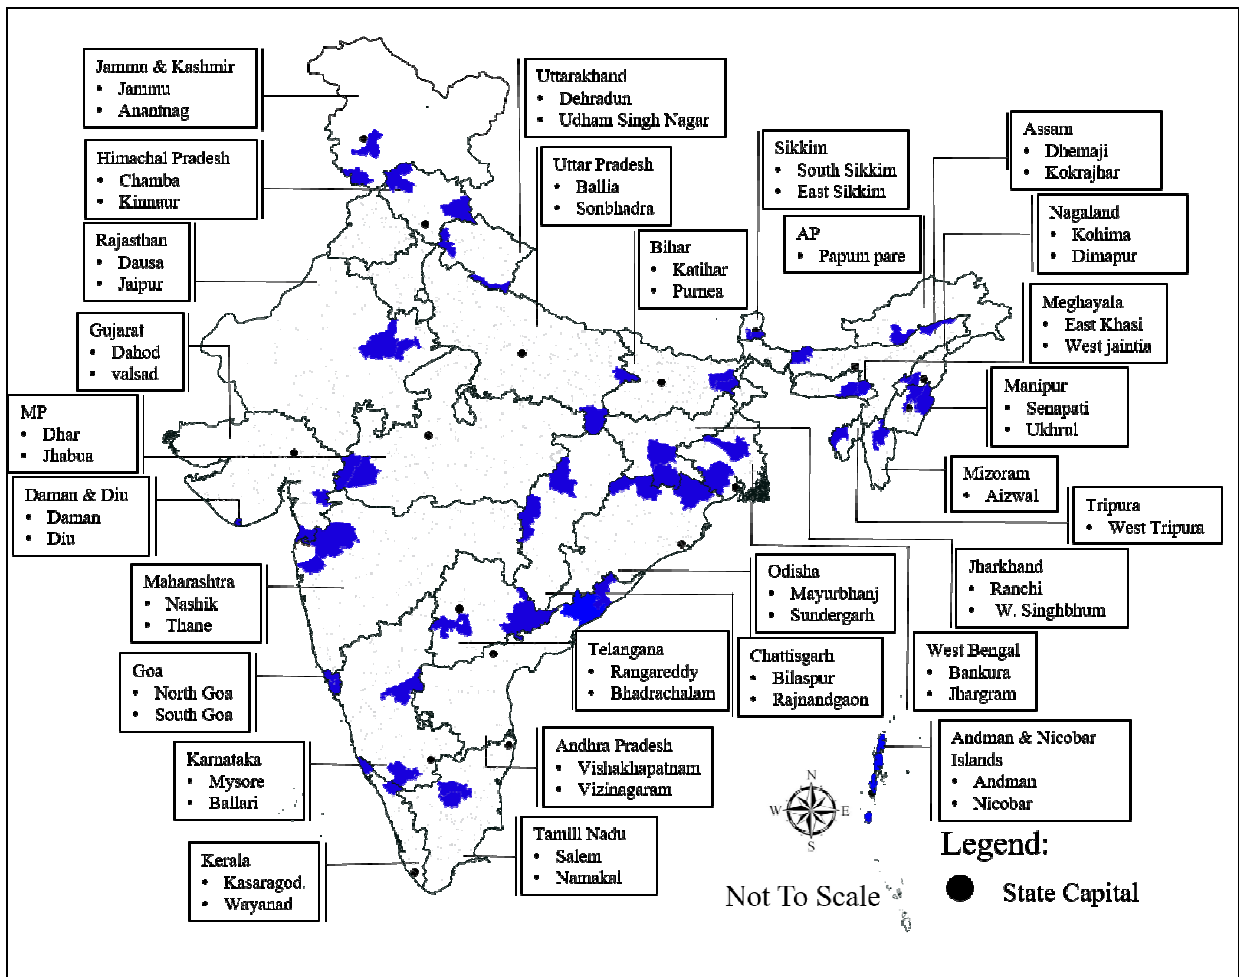 Jammu & Kashmir
• Jammu
• Anantnag
Himachal Pradesh
• Chamba
• Kinnaur
Rajasthan
• Dausa
• Jaipur
Gujarat
• Dahod
• valsad
MP
• Dhar
• Jhabua
Daman & Diu
• Daman
• Diu
Maharashtra
• Nashik
• Thane
Goa
• North Goa
• South Goa
Karnataka
• Mysore
• Ballari
Kerala
• Kasaragod.
• Wayanad
Uttarakhand
• Dehradun
• Udham Singh Nagar
Uttar Pradesh
• Ballia
• Sonbhadra
Bihar
• Katihar
• Purnea
Sikkim
• South Sikkim
• East Sikkim
AP
• Papum pare
Assam
• Dhemaji
• Kokrajhar
Nagaland
• Kohima
• Dimapur
Meghayala
• East Khasi
• West jaintia
Manipur
• Senapati
• Ukhrul
Mizoram
• Aizwal
Tripura
• West Tripura
Jharkhand
• Ranchi
• W. Singhbhum
Odisha
• Mayurbhanj
• Sundergarh
West Bengal
• Bankura
• Jhargram
Chattisgarh
• Bilaspur
• Rajnandgaon
Telangana
• Rangareddy
• Bhadrachalam
Andhra Pradesh
• Vishakhapatnam
• Vizinagaram
Tamill Nadu
• Salem
• Namakal
Andman & Nicobar
Islands
• Andman
• Nicobar
N
W E
S
Legend:
State Capital
Not To Scale